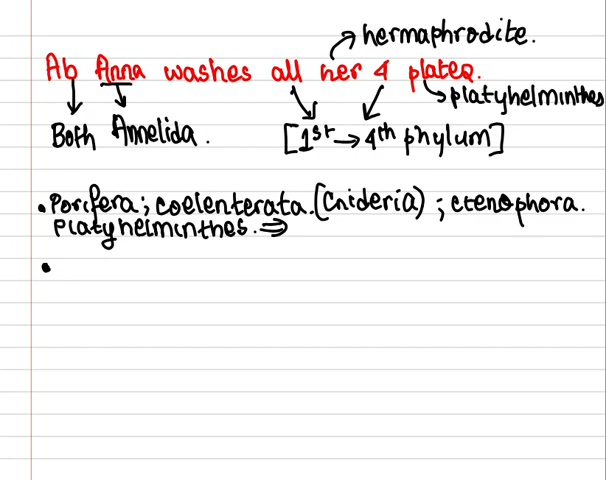 hermaphrodite.
Ab Anna washes all her 4 plates.
platyhelminthes
Both Annelida. [1st → 4th phylum]
• Porifera; coelenterata. (Cnideria) ; ctenophora.
Platyhelminthes. ⇒
•